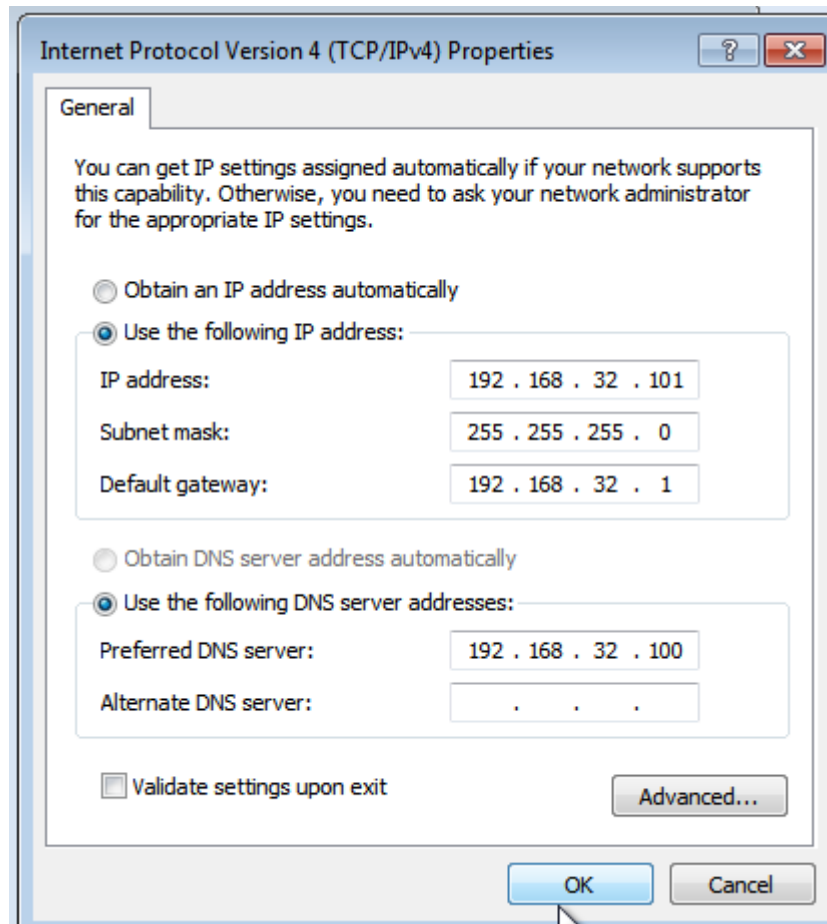 Internet Protocol Version 4 (TCP/IPv4) Properties
General
You can get IP settings assigned automatically if your network supports
this capability. Otherwise, you need to ask your network administrator
for the appropriate IP settings.
Obtain an IP address automatically
Use the following IP address:
IP address: 192 . 168 . 32 . 101
Subnet mask: 255 . 255 . 255 . 0
Default gateway: 192 . 168 . 32 . 1
Obtain DNS server address automatically
Use the following DNS server addresses:
Preferred DNS server: 192 . 168 . 32 . 100
Alternate DNS server: . . .
Validate settings upon exit
Advanced...
OK Cancel